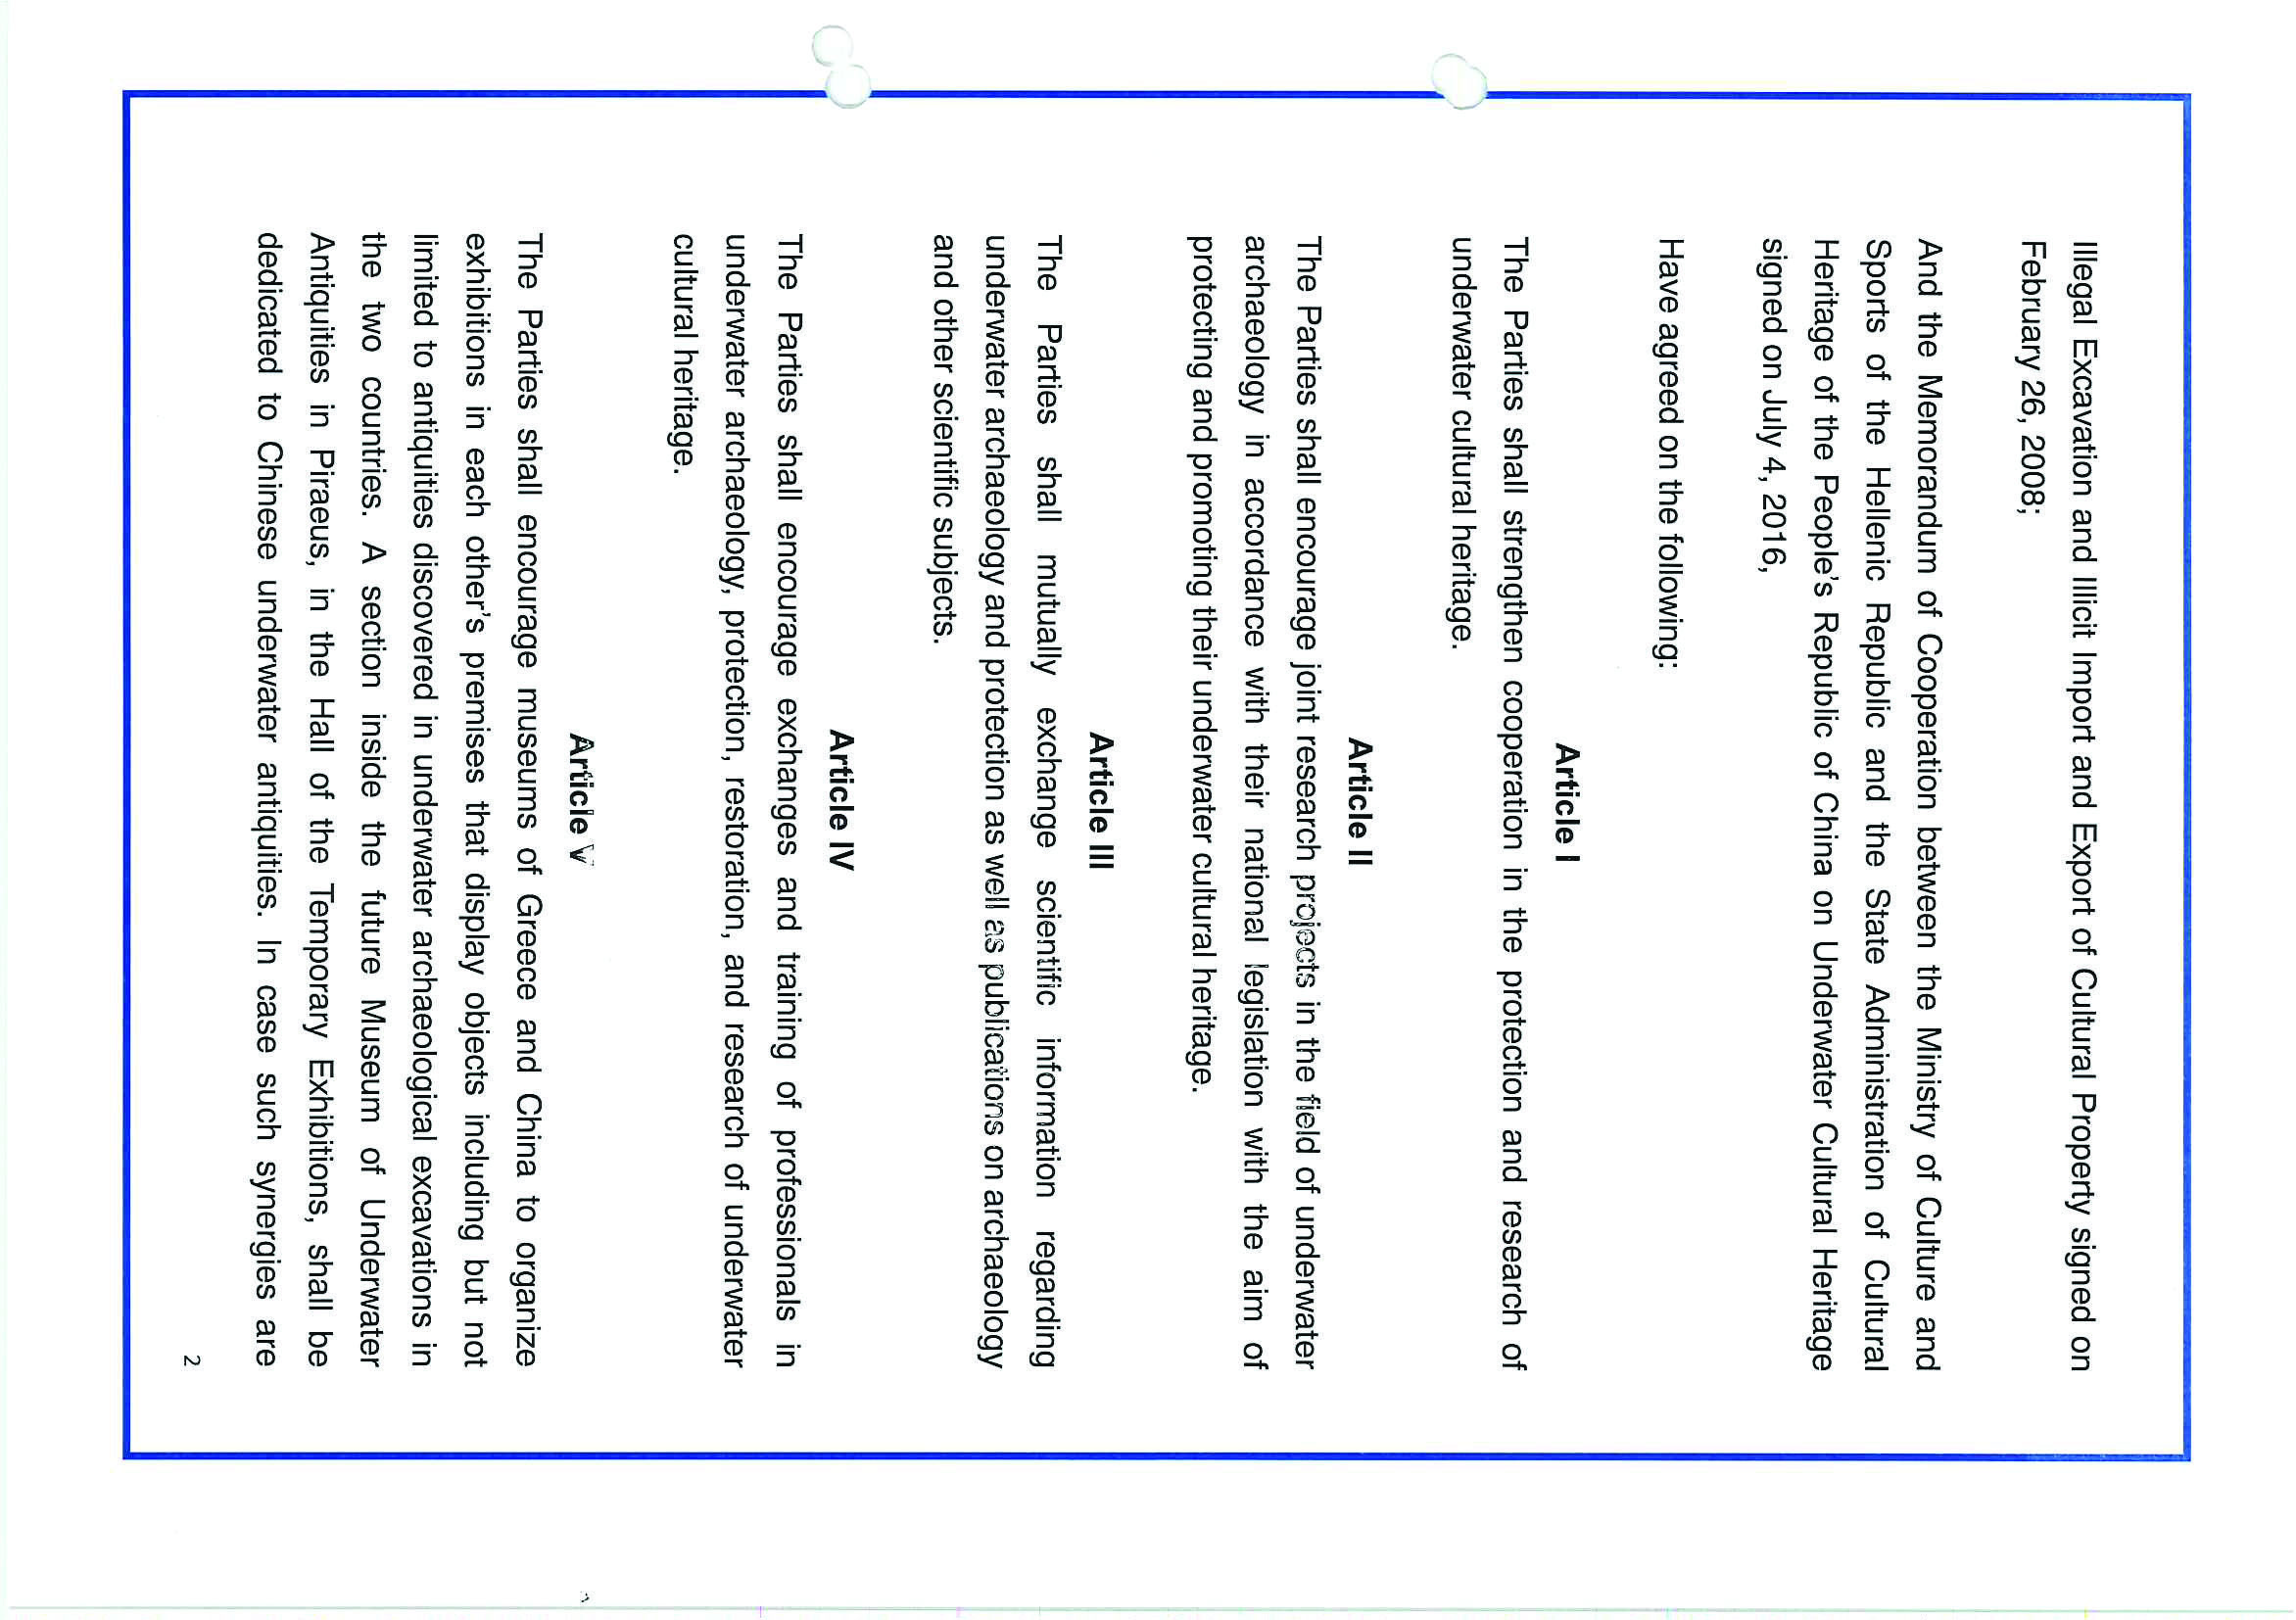 Illegal Excavation and Illicit Import and Export of Cultural Property signed on
February 26, 2008;
And the Memorandum of Cooperation between the Ministry of Culture and
Sports of the Hellenic Republic and the State Administration of Cultural
Heritage of the People's Republic of China on Underwater Cultural Heritage
signed on July 4, 2016,
Have agreed on the following:
Article I
The Parties shall strengthen cooperation in the protection and research of
underwater cultural heritage.
Article II
The Parties shall encourage joint research projects in the field of underwater
archaeology in accordance with their national legislation with the aim of
protecting and promoting their underwater cultural heritage.
Article III
The Parties shall mutually exchange scientific information regarding
underwater archaeology and protection as well as publications on archaeology
and other scientific subjects.
Article IV
The Parties shall encourage exchanges and training of professionals in
underwater archaeology, protection, restoration, and research of underwater
cultural heritage.
Article V
The Parties shall encourage museums of Greece and China to organize
exhibitions in each other's premises that display objects including but not
limited to antiquities discovered in underwater archaeological excavations in
the two countries. A section inside the future Museum of Underwater
Antiquities in Piraeus, in the Hall of the Temporary Exhibitions, shall be
dedicated to Chinese underwater antiquities. In case such synergies are
2